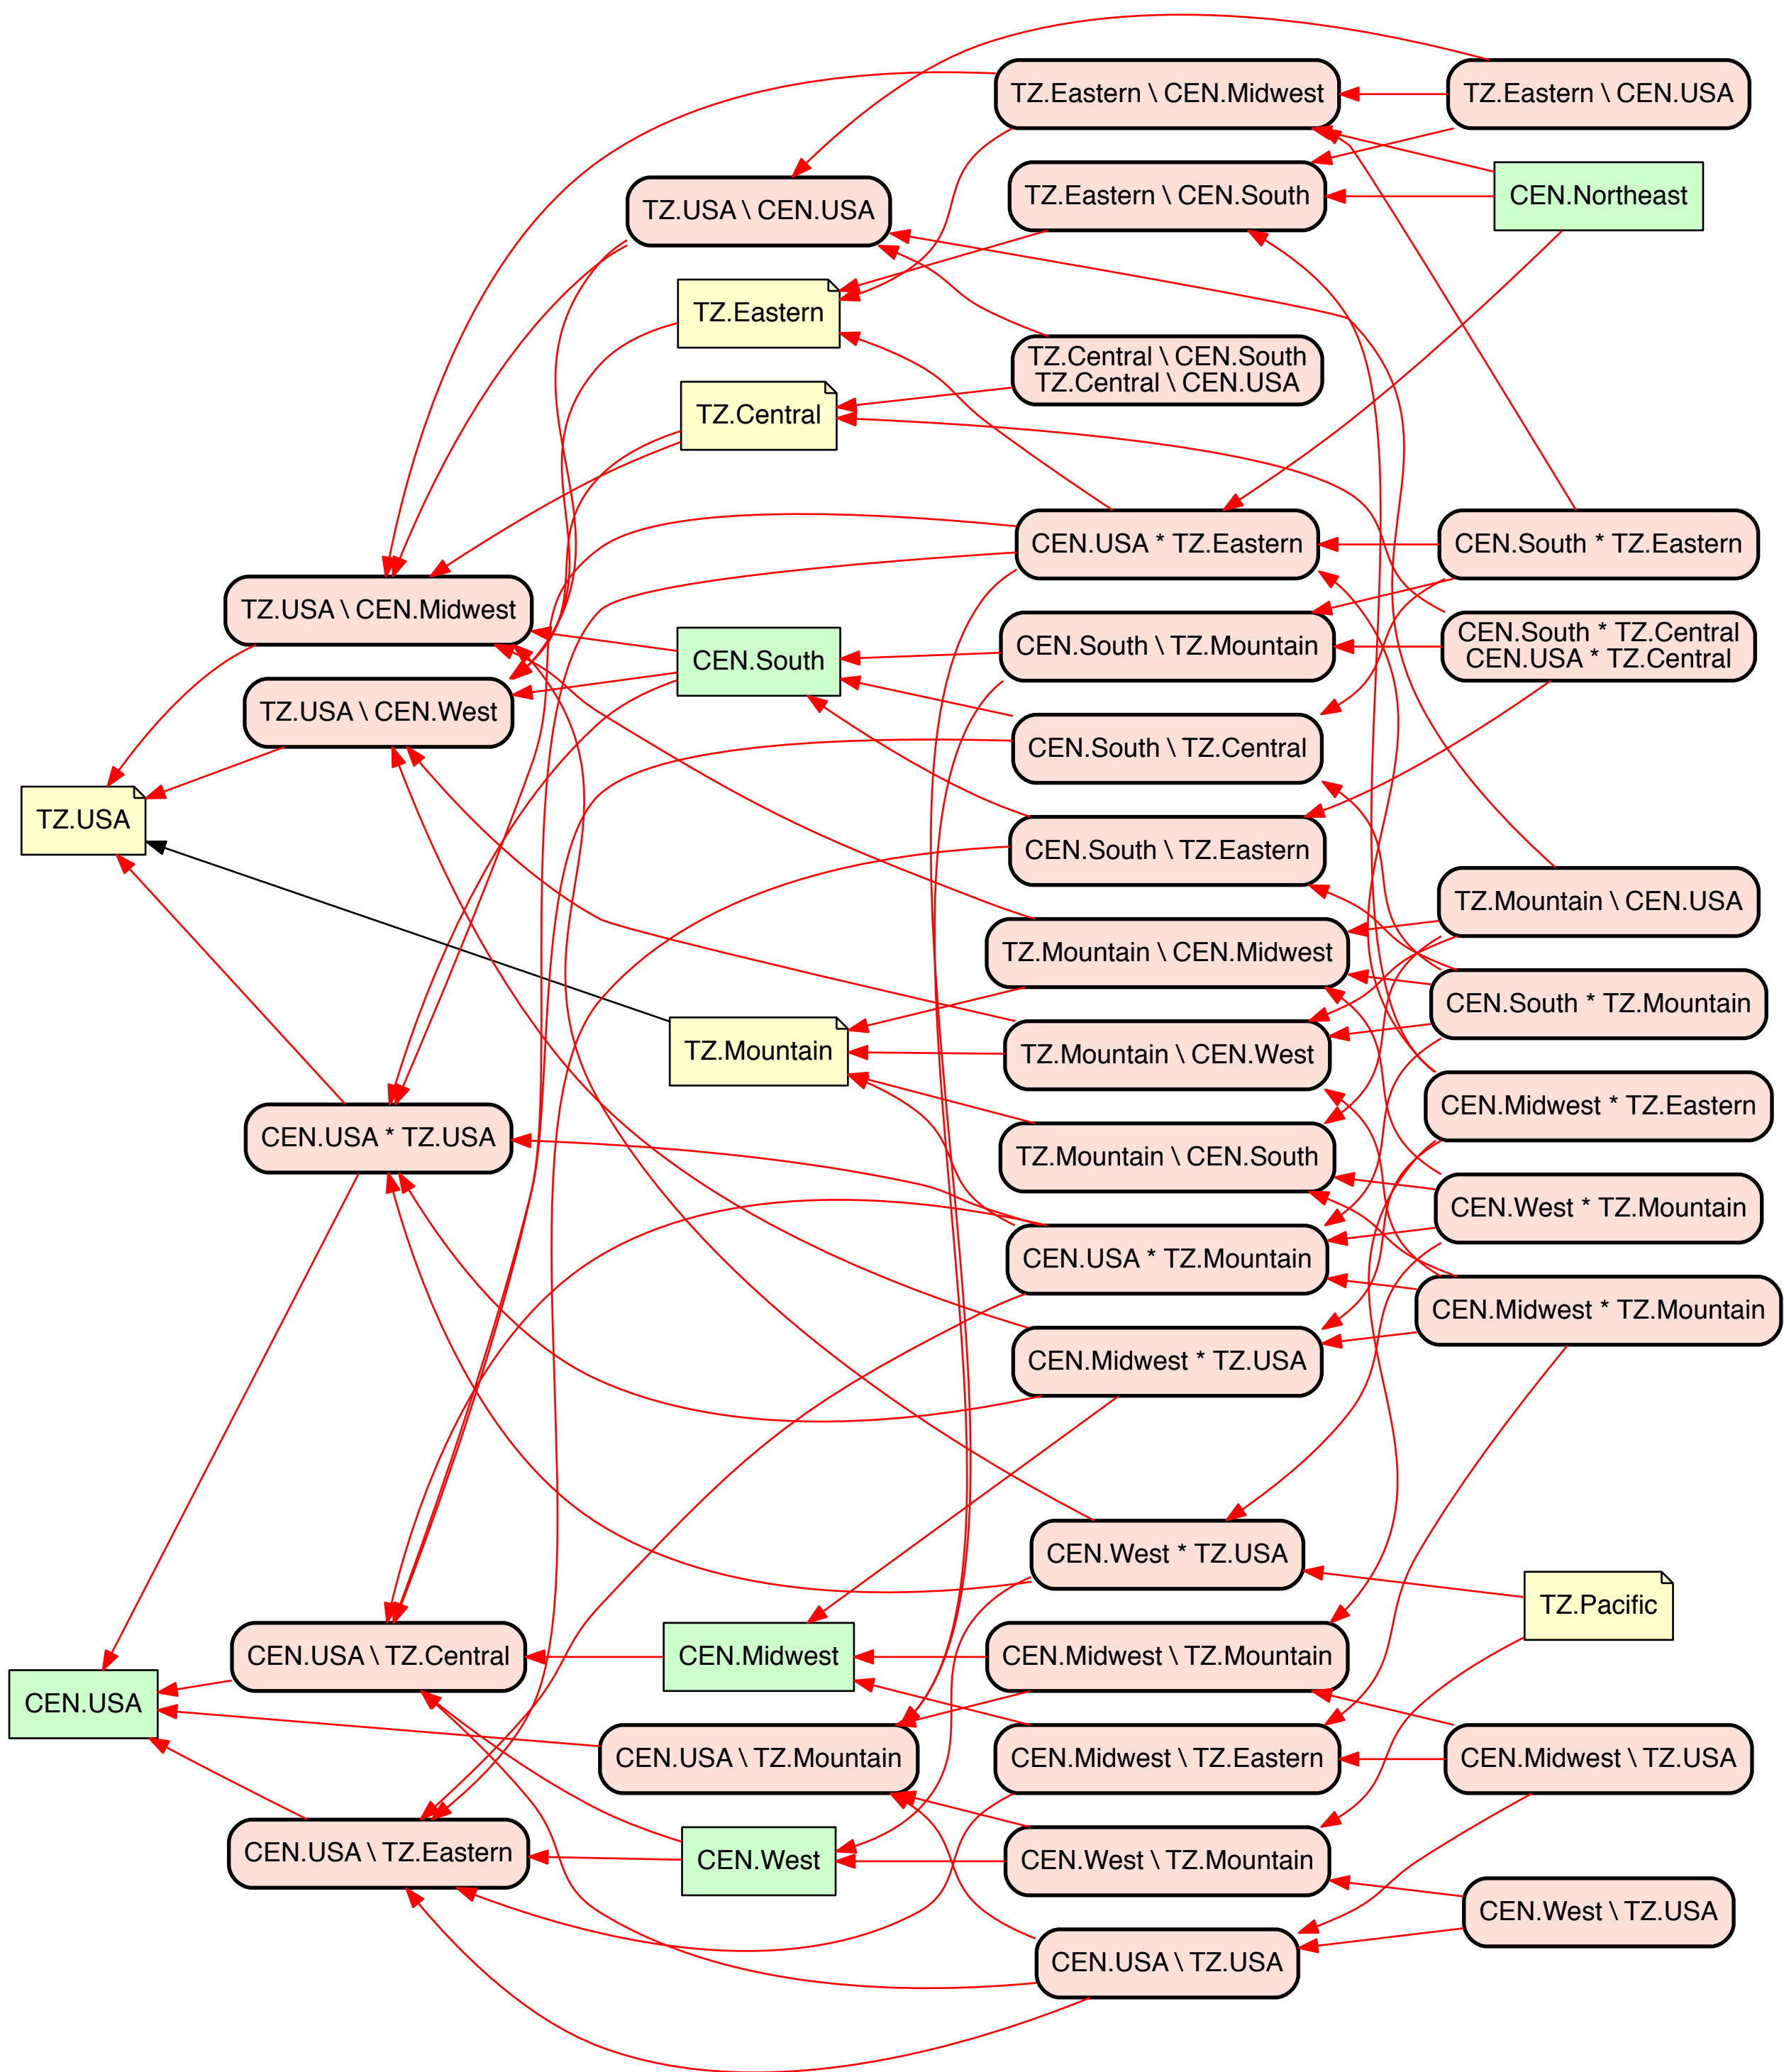 TZ.Eastern \ CEN.Midwest
TZ.Eastern \ CEN.USA
TZ.Eastern \ CEN.South
CEN.Northeast
TZ.USA \ CEN.USA
TZ.Eastern
TZ.Central \ CEN.South
TZ.Central \ CEN.USA
TZ.Central
CEN.USA * TZ.Eastern
CEN.South * TZ.Eastern
TZ.USA \ CEN.Midwest
CEN.South
CEN.South \ TZ.Mountain
CEN.South * TZ.Central
CEN.USA * TZ.Central
TZ.USA \ CEN.West
CEN.South \ TZ.Central
TZ.USA
CEN.South \ TZ.Eastern
TZ.Mountain \ CEN.USA
TZ.Mountain \ CEN.Midwest
CEN.South * TZ.Mountain
TZ.Mountain
TZ.Mountain \ CEN.West
CEN.Midwest * TZ.Eastern
CEN.USA * TZ.USA
TZ.Mountain \ CEN.South
CEN.West * TZ.Mountain
CEN.USA * TZ.Mountain
CEN.Midwest * TZ.Mountain
CEN.Midwest * TZ.USA
CEN.West * TZ.USA
TZ.Pacific
CEN.USA \ TZ.Central
CEN.Midwest
CEN.Midwest \ TZ.Mountain
CEN.USA
CEN.USA \ TZ.Mountain
CEN.Midwest \ TZ.Eastern
CEN.Midwest \ TZ.USA
CEN.USA \ TZ.Eastern
CEN.West
CEN.West \ TZ.Mountain
CEN.West \ TZ.USA
CEN.USA \ TZ.USA